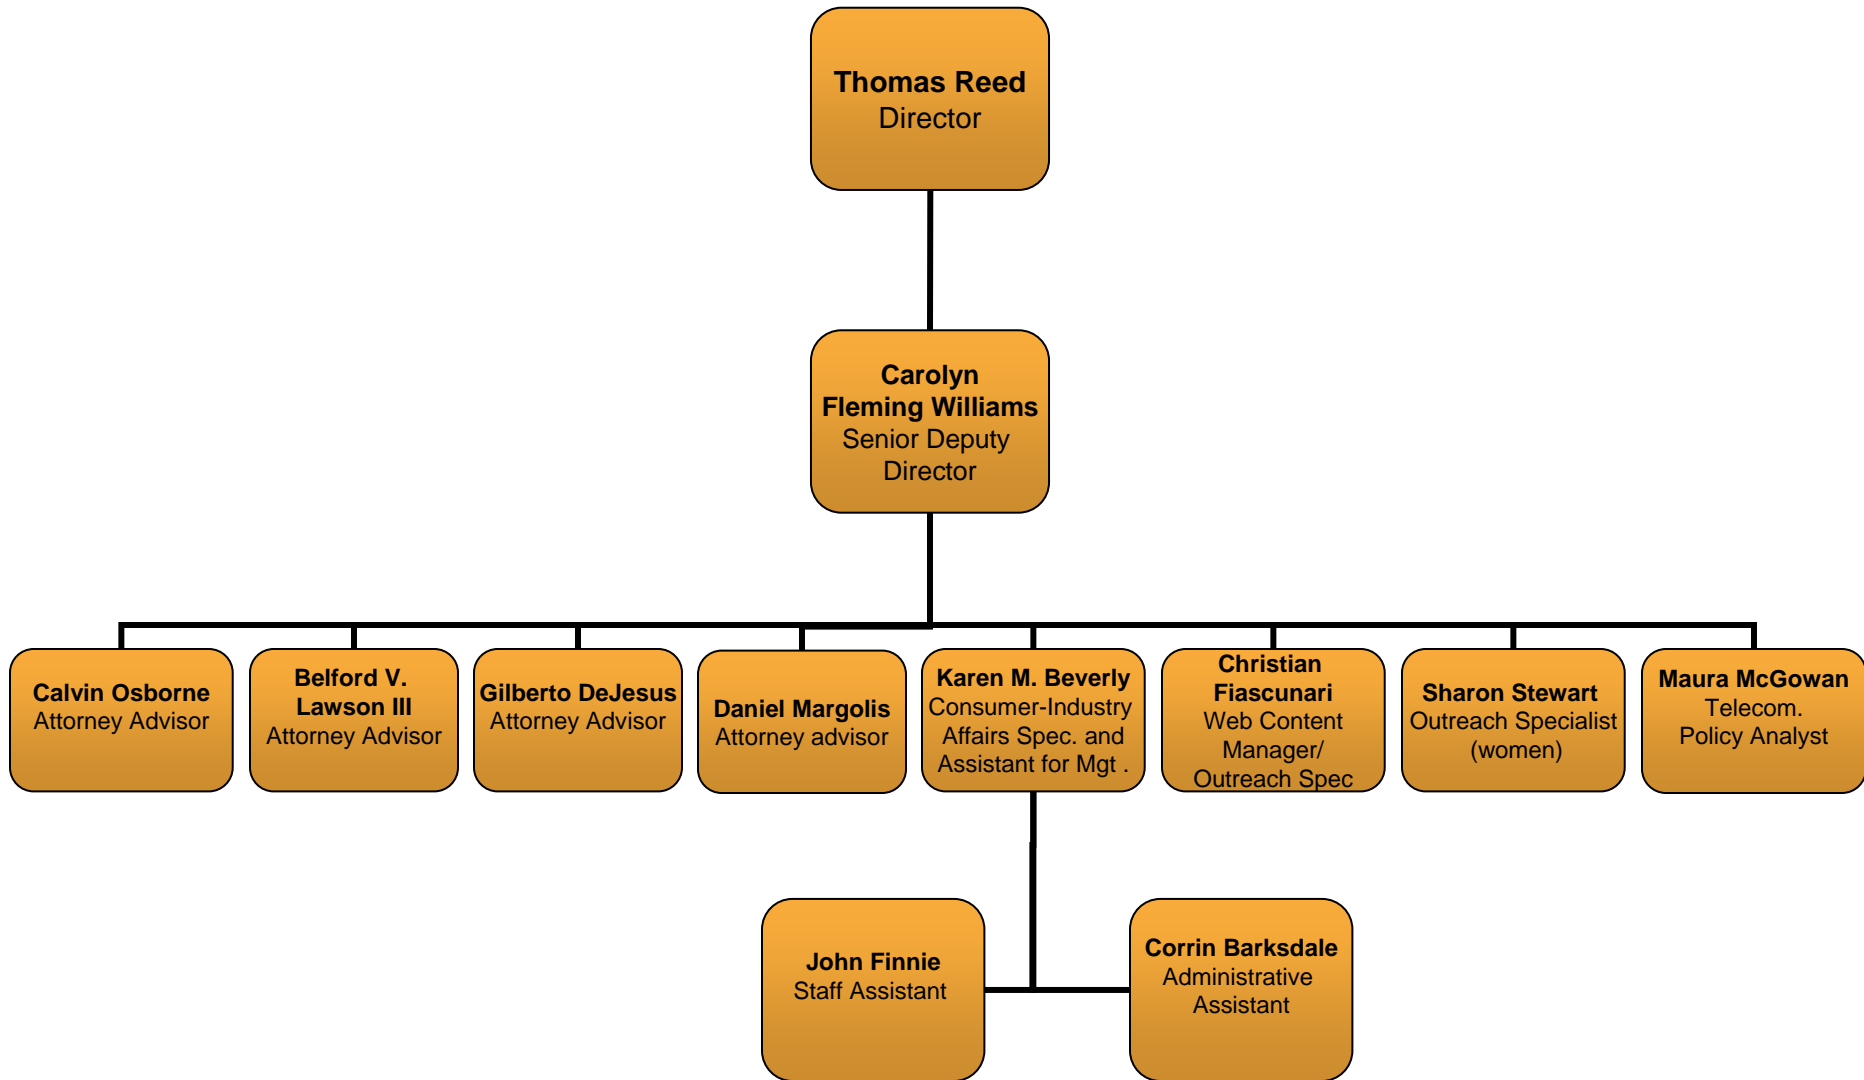 Thomas Reed
Director
Carolyn
Fleming Williams
Senior Deputy
Director
Calvin Osborne
Attorney Advisor
Belford V.
Lawson III
Attorney Advisor
Gilberto DeJesus
Attorney Advisor
Daniel Margolis
Attorney advisor
Karen M. Beverly
Consumer-Industry
Affairs Spec. and
Assistant for Mgt .
Christian
Fiascunari
Web Content
Manager/
Outreach Spec
Sharon Stewart
Outreach Specialist
(women)
Maura McGowan
Telecom.
Policy Analyst
John Finnie
Staff Assistant
Corrin Barksdale
Administrative
Assistant